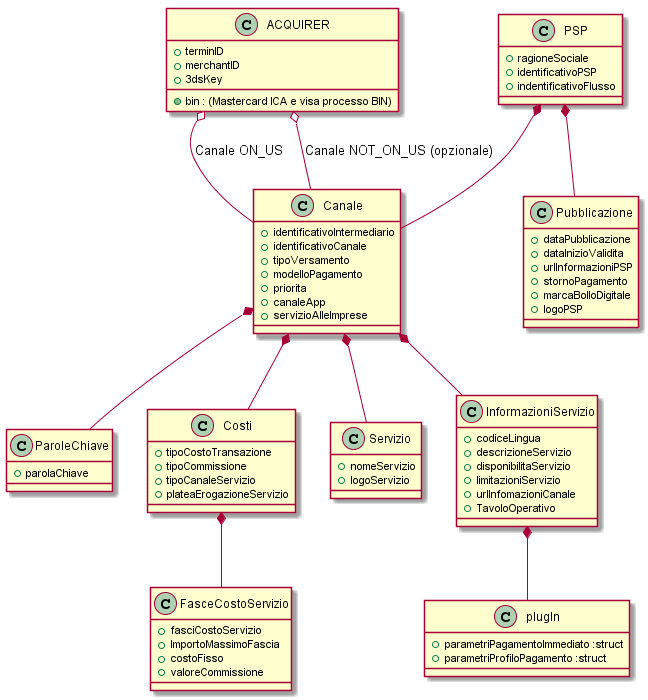 C ACQUIRER
terminID
merchantID
3dsKey
bin : (Mastercard ICA e visa processo BIN)
C PSP
ragioneSociale
identificativoPSP
indentificativoFlusso
Canale ON_US
Canale NOT_ON_US (opzionale)
C Canale
identificativoIntermediario
identificativoCanale
tipoVersamento
modelloPagamento
priorita
canaleApp
servizioAlleImprese
C Pubblicazione
dataPubblicazione
dataInizioValidita
urlInformazioniPSP
stornoPagamento
marcaBolloDigitale
logoPSP
C ParoleChiave
parolaChiave
C Costi
tipoCostoTransazione
tipoCommissione
tipoCanaleServizio
plateaErogazioneServizio
C Servizio
nomeServizio
logoServizio
C InformazioniServizio
codiceLingua
descrizioneServizio
disponibilitaServizio
limitazioniServizio
urlInfomazioniCanale
TavoloOperativo
C FasceCostoServizio
fasciCostoServizio
ImportoMassimoFascia
costoFisso
valoreCommissione
C plugIn
parametriPagamentoImmediato :struct
parametriProfiloPagamento :struct